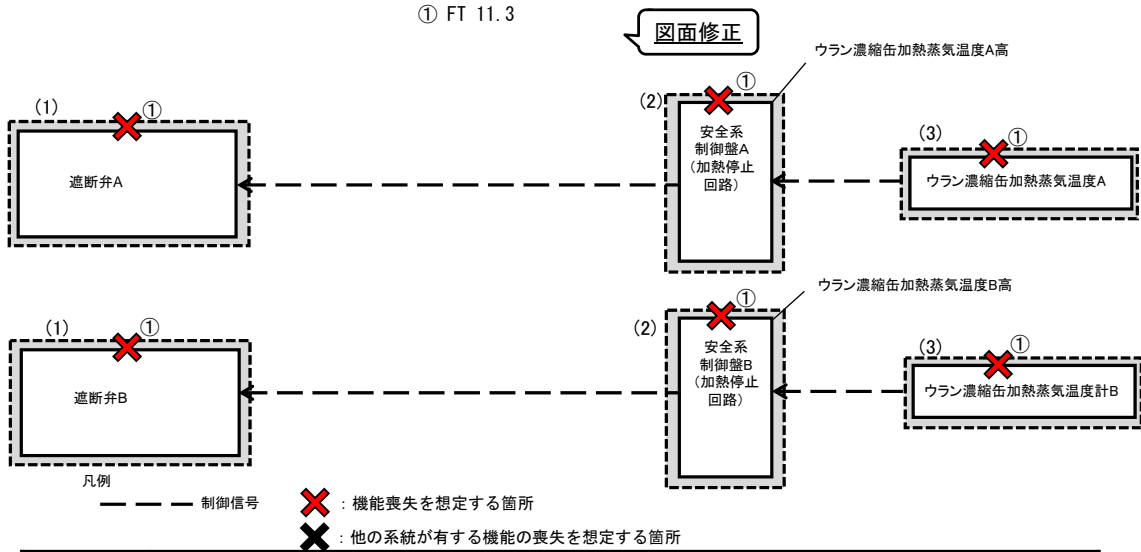 ① FT 11.3
図面修正
ウラン濃縮缶加熱蒸気温度A高
(1)
①
遮断弁A
(2)
①
安全系
制御盤A
(加熱停止
回路)
(3)
①
ウラン濃縮缶加熱蒸気温度A
ウラン濃縮缶加熱蒸気温度B高
(1)
①
遮断弁B
(2)
①
安全系
制御盤B
(加熱停止
回路)
(3)
①
ウラン濃縮缶加熱蒸気温度計B
凡例
制御信号
：機能喪失を想定する箇所
：他の系統が有する機能の喪失を想定する箇所